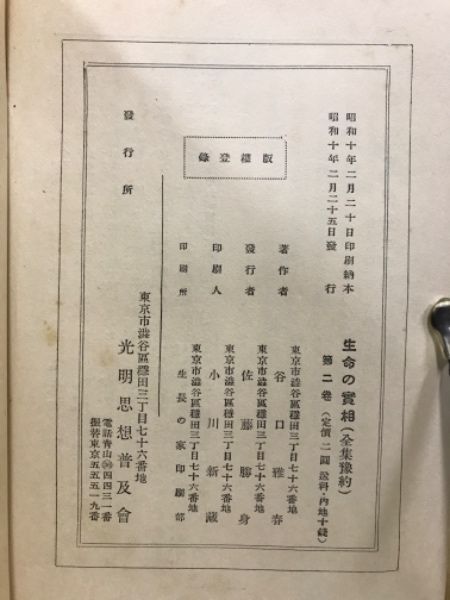 昭和十年二月二十日印刷納本
昭和十年二月二十五日發行
生命の實相(全集豫約)
第二卷(定價二圓 送料・內地十錢)
版權登錄
東京市澁谷區穩田三丁目七十六番地
著作者 谷口雅春
東京市澁谷區穩田三丁目七十六番地
發行者 佐藤勝身
東京市澁谷區穩田三丁目七十六番地
印刷人 小川新藏
東京市澁谷區穩田三丁目七十六番地
印刷所 生長の家印刷部
東京市澁谷區穩田三丁目七十六番地
發行所 光明思想普及會
電話靑山㊱四四三一番
振替東京五五五一九番